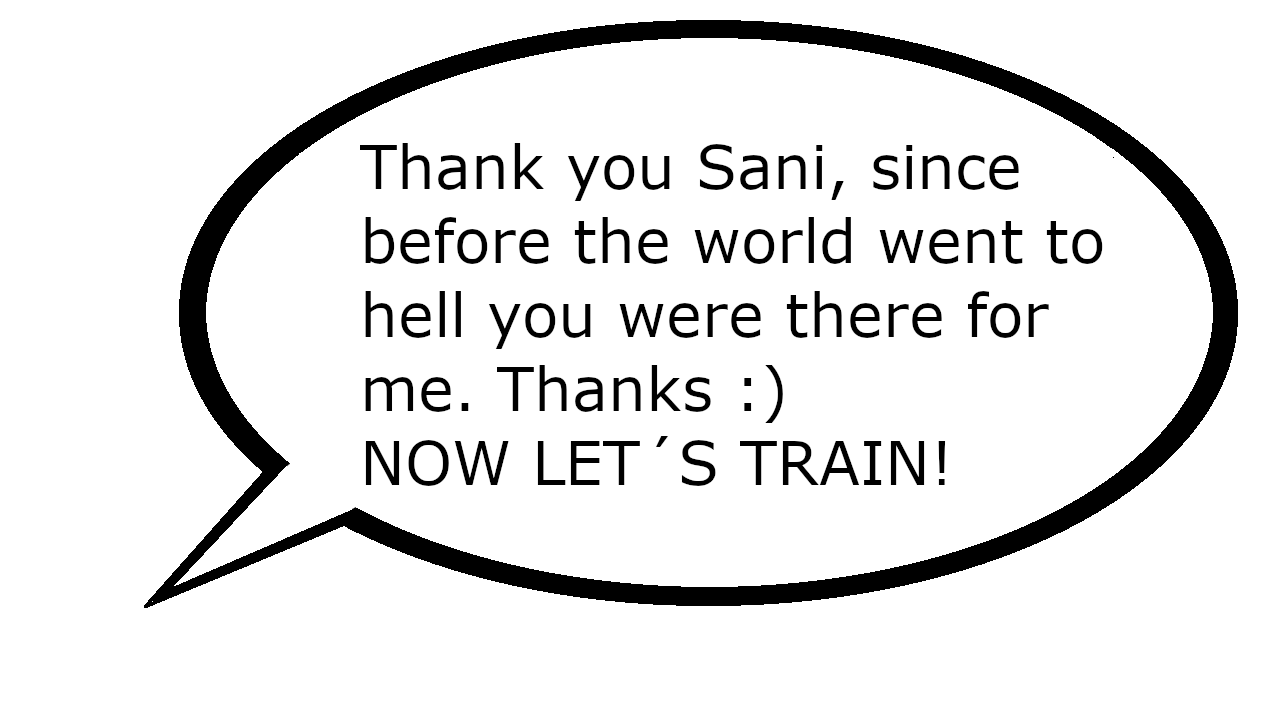 Thank you Sani, since
before the world went to
hell you were there for
me. Thanks :)
NOW LET´S TRAIN!